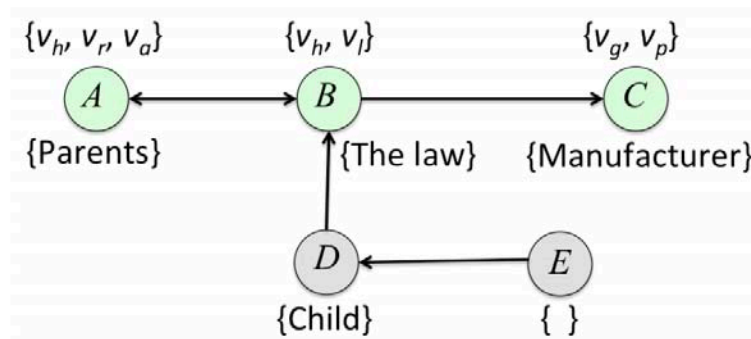 {v_h, v_r, v_a} {v_h, v_l} {v_g, v_p}
A B C
{Parents} {The law} {Manufacturer}
D E
{Child} { }